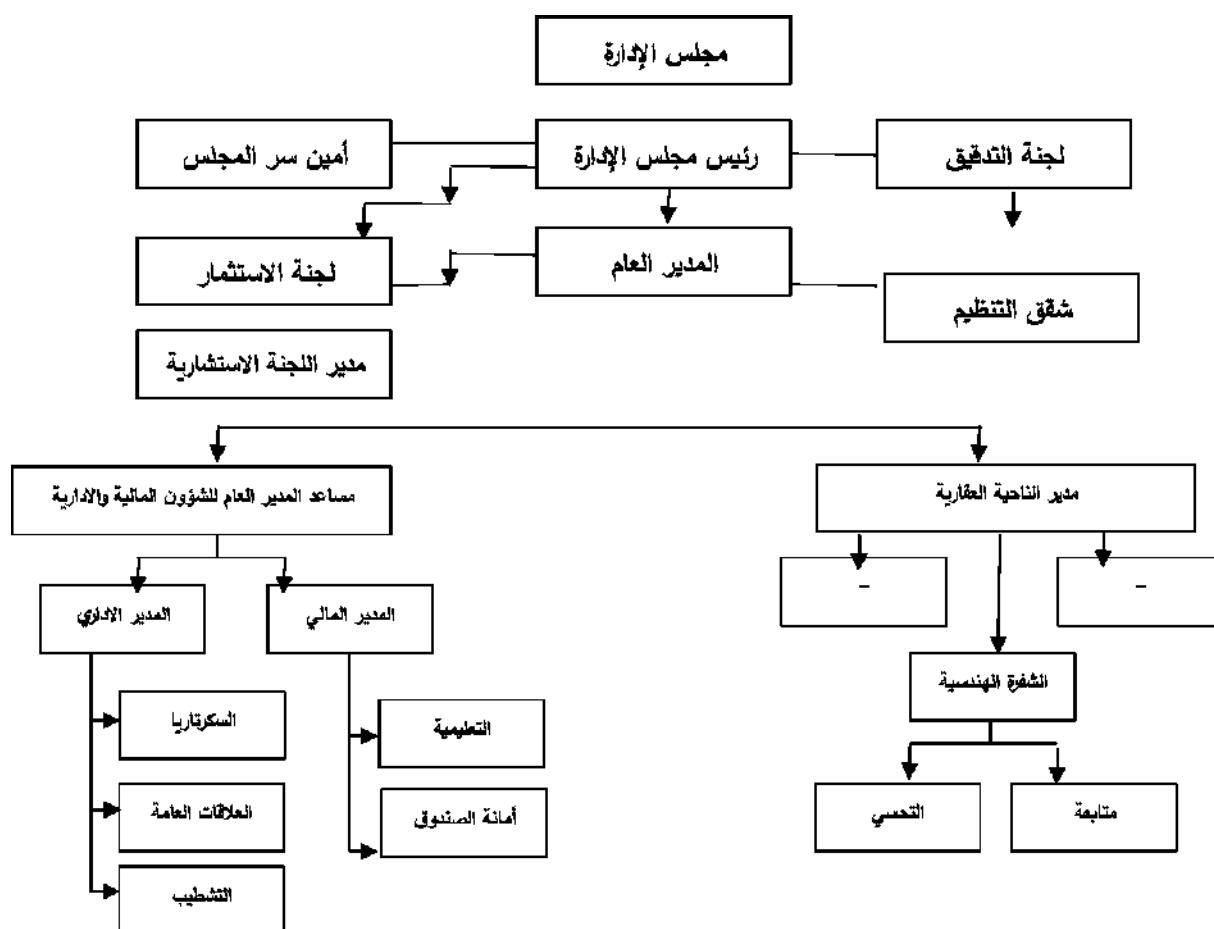 مجلس الإدارة
لجنة التدقيق
رئيس مجلس الإدارة
أمين سر المجلس
المدير العام
لجنة الاستثمار
شقق التنظيم
مدير اللجنة الاستشارية
مدير الناحية العقارية
مساعد المدير العام للشؤون المالية والادارية
–
–
المدير المالي
المدير الاداري
الشفرة الهندسية
التعليمية
السكرتاريا
متابعة
التحسي
أمانة الصندوق
العلاقات العامة
التشطيب